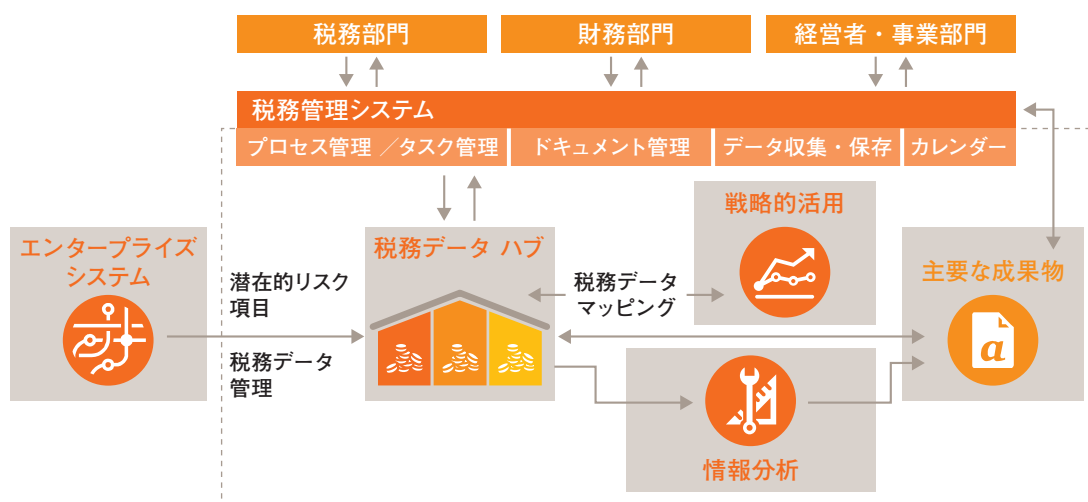 税務部門
財務部門
経営者・事業部門
税務管理システム
プロセス管理 ／タスク管理
ドキュメント管理
データ収集・保存
カレンダー
エンタープライズ
システム
潜在的リスク
項目
税務データ
管理
税務データ ハブ
税務データ
マッピング
戦略的活用
情報分析
主要な成果物
a